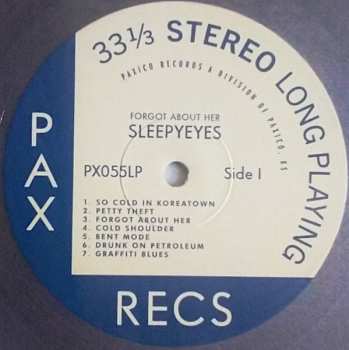 33⅓ STEREO LONG PLAYING
PAXICO RECORDS A DIVISION OF PAXICO, KS
FORGOT ABOUT HER
SLEEPYEYES
PX055LP Side I
1. SO COLD IN KOREATOWN
2. PETTY THEFT
3. FORGOT ABOUT HER
4. COLD SHOULDER
5. BENT MODE
6. DRUNK ON PETROLEUM
7. GRAFFITI BLUES
PAX
RECS